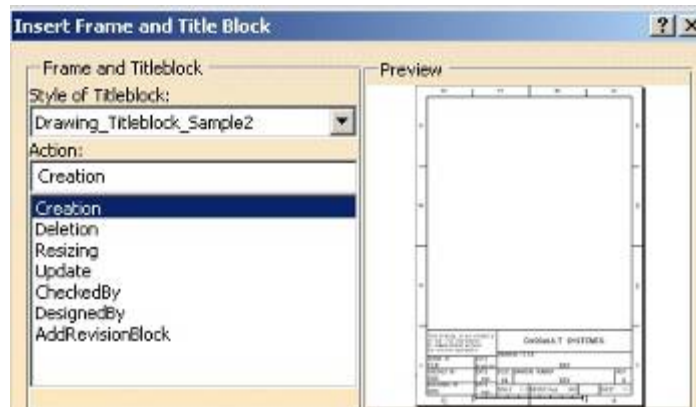 Insert Frame and Title Block
Frame and Titleblock
Style of Titleblock:
Drawing_Titleblock_Sample2
Action:
Creation
Creation
Deletion
Resizing
Update
CheckedBy
DesignedBy
AddRevisionBlock
Preview
DASSAULT SYSTEMES